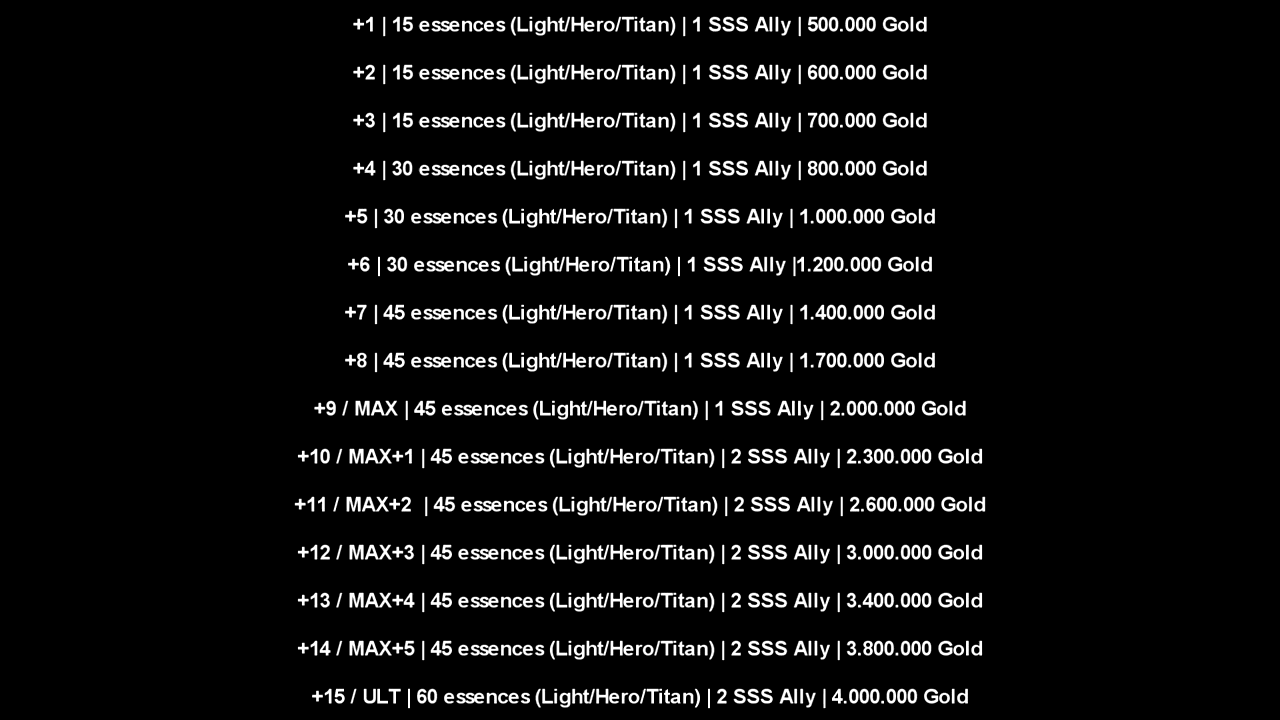 +1 | 15 essences (Light/Hero/Titan) | 1 SSS Ally | 500.000 Gold
+2 | 15 essences (Light/Hero/Titan) | 1 SSS Ally | 600.000 Gold
+3 | 15 essences (Light/Hero/Titan) | 1 SSS Ally | 700.000 Gold
+4 | 30 essences (Light/Hero/Titan) | 1 SSS Ally | 800.000 Gold
+5 | 30 essences (Light/Hero/Titan) | 1 SSS Ally | 1.000.000 Gold
+6 | 30 essences (Light/Hero/Titan) | 1 SSS Ally |1.200.000 Gold
+7 | 45 essences (Light/Hero/Titan) | 1 SSS Ally | 1.400.000 Gold
+8 | 45 essences (Light/Hero/Titan) | 1 SSS Ally | 1.700.000 Gold
+9 / MAX | 45 essences (Light/Hero/Titan) | 1 SSS Ally | 2.000.000 Gold
+10 / MAX+1 | 45 essences (Light/Hero/Titan) | 2 SSS Ally | 2.300.000 Gold
+11 / MAX+2  | 45 essences (Light/Hero/Titan) | 2 SSS Ally | 2.600.000 Gold
+12 / MAX+3 | 45 essences (Light/Hero/Titan) | 2 SSS Ally | 3.000.000 Gold
+13 / MAX+4 | 45 essences (Light/Hero/Titan) | 2 SSS Ally | 3.400.000 Gold
+14 / MAX+5 | 45 essences (Light/Hero/Titan) | 2 SSS Ally | 3.800.000 Gold
+15 / ULT | 60 essences (Light/Hero/Titan) | 2 SSS Ally | 4.000.000 Gold